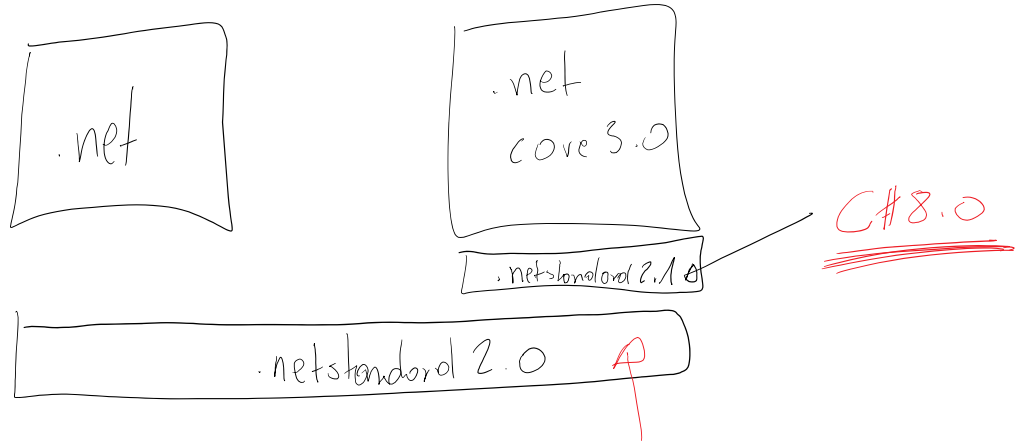 .net
.net
core 3.0
C#8.0
.netstandard 2.1
.netstandard 2.0